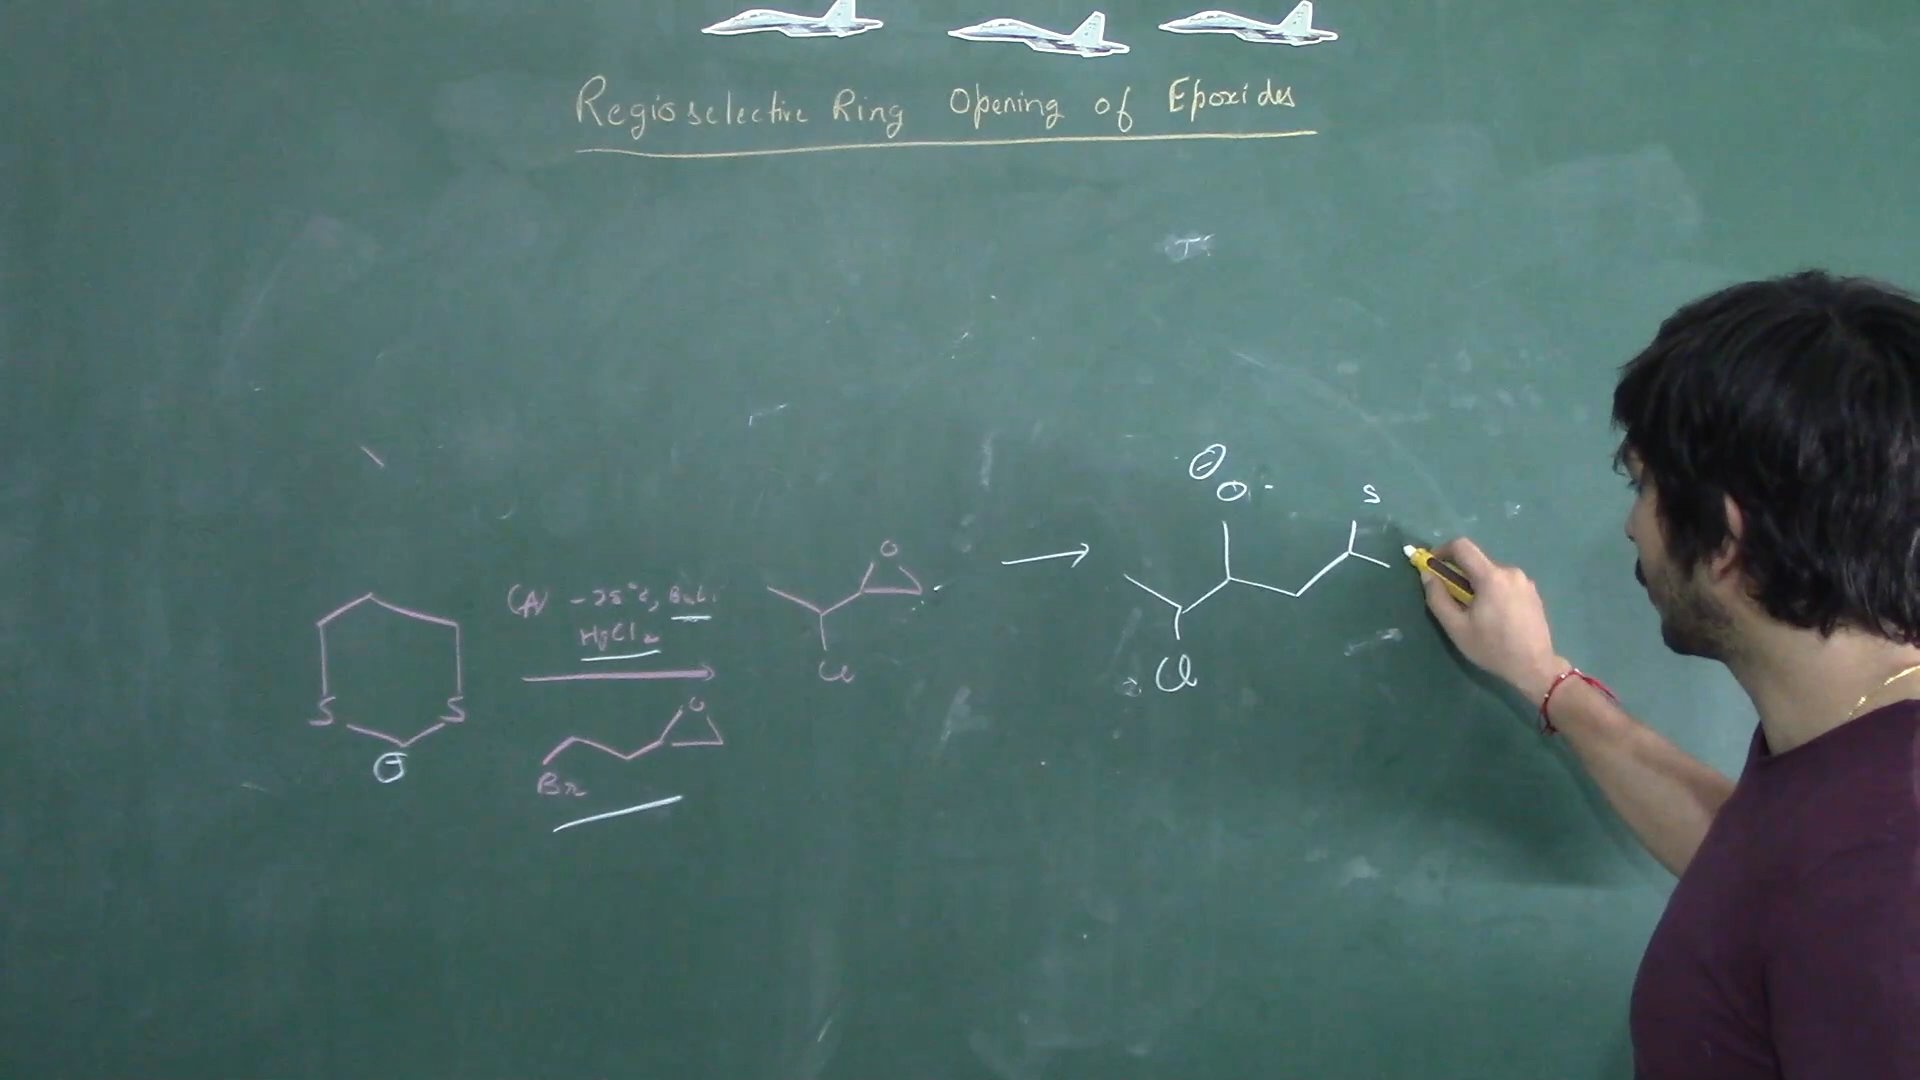 Regioselective Ring Opening of Epoxides
O
S
O
(A) -78°C, BuLi
HgCl2
Cl
Cl
S
S
O
Br